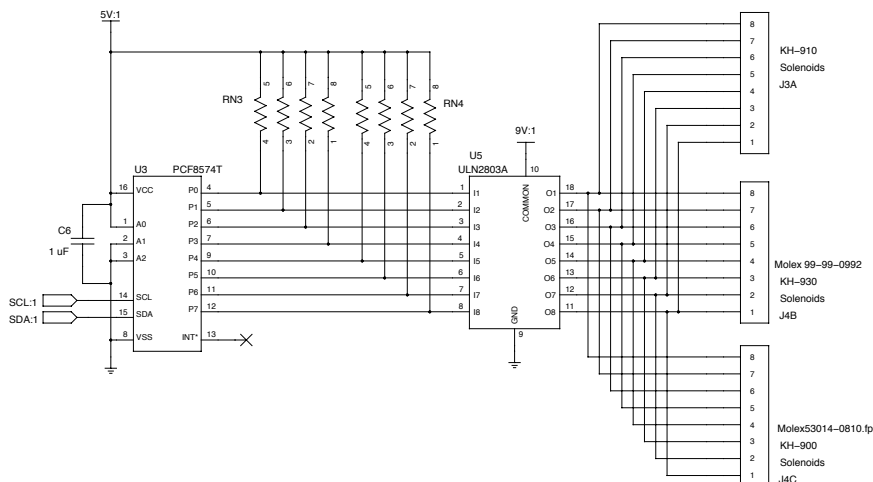 5V:1
RN3
5
6
7
8
4
3
2
1
5
6
7
8
4
3
2
1
RN4
U3
PCF8574T
16
VCC
1
A0
2
A1
3
A2
14
SCL
15
SDA
8
VSS
P0
4
P1
5
P2
6
P3
7
P4
9
P5
10
P6
11
P7
12
INT*
13
C6
1 uF
SCL:1
SDA:1
9V:1
U5
ULN2803A
10
COMMON
1
I1
2
I2
3
I3
4
I4
5
I5
6
I6
7
I7
8
I8
O1
18
O2
17
O3
16
O4
15
O5
14
O6
13
O7
12
O8
11
GND
9
8
7
6
5
4
3
2
1
KH−910
Solenoids
J3A
8
7
6
5
4
3
2
1
Molex 99−99−0992
KH−930
Solenoids
J4B
8
7
6
5
4
3
2
1
Molex53014−0810.fp
KH−900
Solenoids
J4C